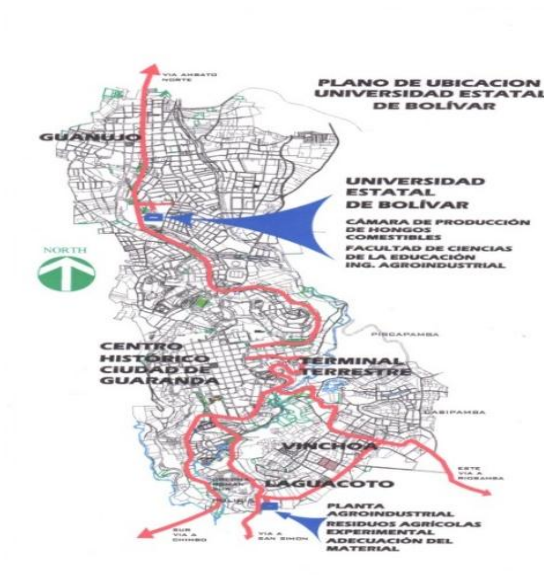 VIA AMBATO
NORTE
PLANO DE UBICACION
UNIVERSIDAD ESTATAL
DE BOLÍVAR
GUANUJO
UNIVERSIDAD
ESTATAL
DE BOLÍVAR
CÁMARA DE PRODUCCIÓN
DE HONGOS
COMESTIBLES
FACULTAD DE CIENCIAS
DE LA EDUCACIÓN
ING. AGROINDUSTRIAL
NORTH
PISCAPAMBA
CENTRO
HISTÓRICO
CIUDAD DE
GUARANDA
TERMINAL
TERRESTRE
CASIPAMBA
VINCHOA
ESTE
VIA A
RIOBAMBA
LAGUACOTO
PLANTA
AGROINDUSTRIAL
RESIDUOS AGRÍCOLAS
EXPERIMENTAL
ADECUACIÓN DEL
MATERIAL
SUR
VIA A
CHIMBO
VIA A
SAN SIMON